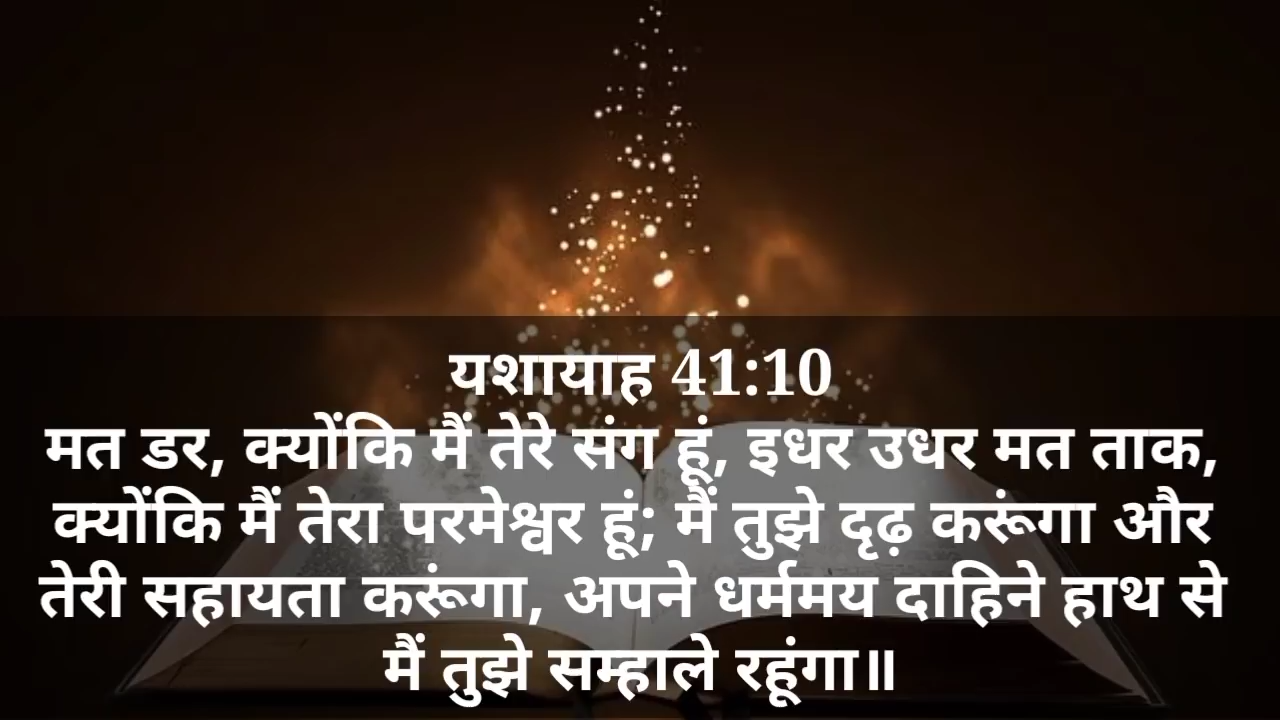 यशायाह 41:10
मत डर, क्योंकि मैं तेरे संग हूं, इधर उधर मत ताक,
क्योंकि मैं तेरा परमेश्वर हूं; मैं तुझे दृढ़ करूंगा और
तेरी सहायता करूंगा, अपने धर्ममय दाहिने हाथ से
मैं तुझे सम्हाले रहूंगा॥